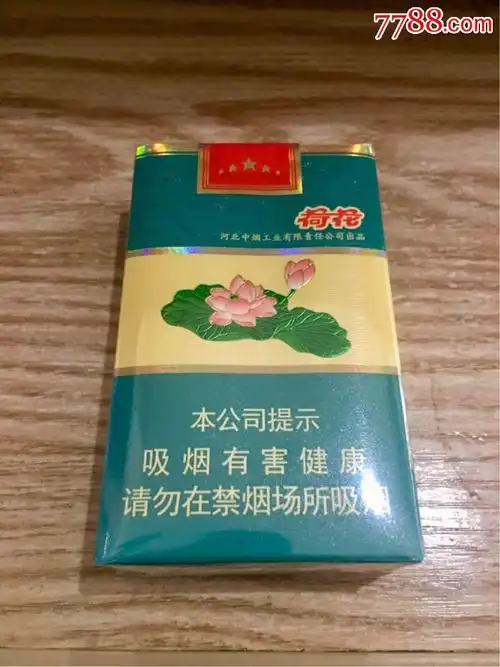 7788.com
荷花
河北中烟工业有限责任公司出品
本公司提示
吸烟有害健康
请勿在禁烟场所吸烟